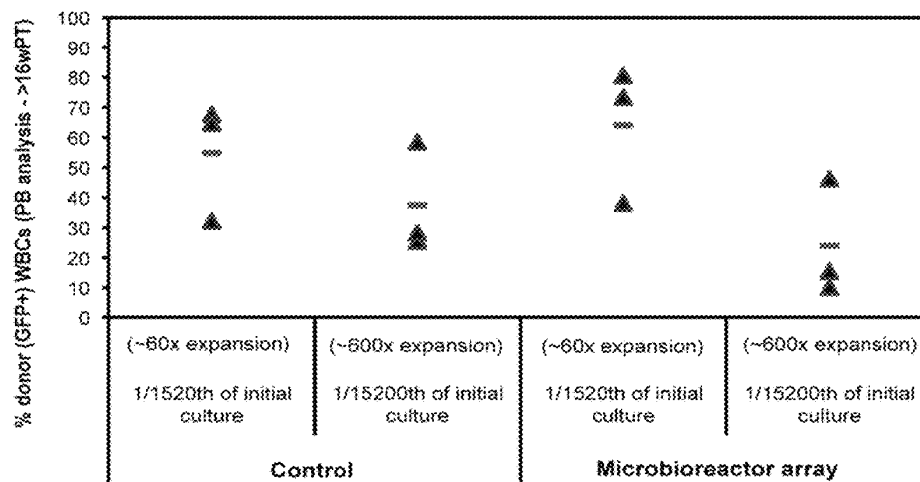 % donor (GFP+) WBCs (PB analysis - >16wPT)
100
90
80
70
60
50
40
30
20
10
0
(~60x expansion)
1/1520th of initial
culture
(~600x expansion)
1/15200th of initial
culture
(~60x expansion)
1/1520th of initial
culture
(~600x expansion)
1/15200th of initial
culture
Control
Microbioreactor array